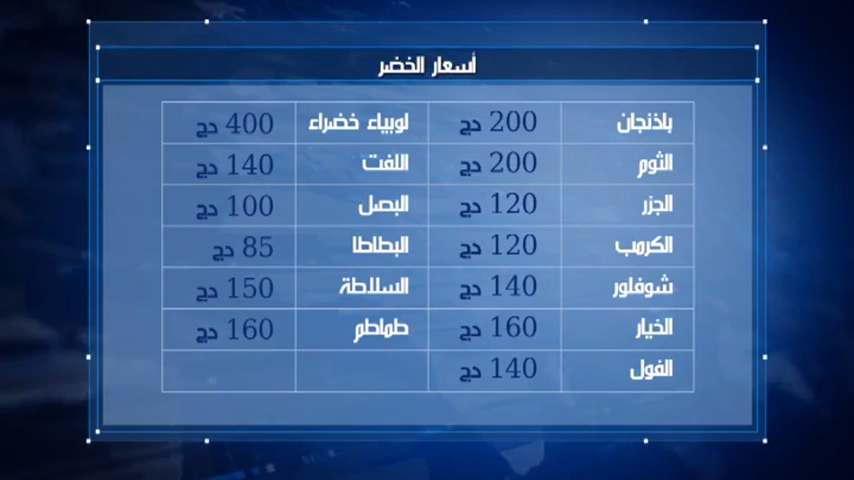 أسعار الخضر
باذنجان 200 دج لوبياء خضراء 400 دج
الثوم 200 دج اللفت 140 دج
الجزر 120 دج البصل 100 دج
الكرمب 120 دج البطاطا 85 دج
شوفلور 140 دج السلاطة 150 دج
الخيار 160 دج طماطم 160 دج
الفول 140 دج